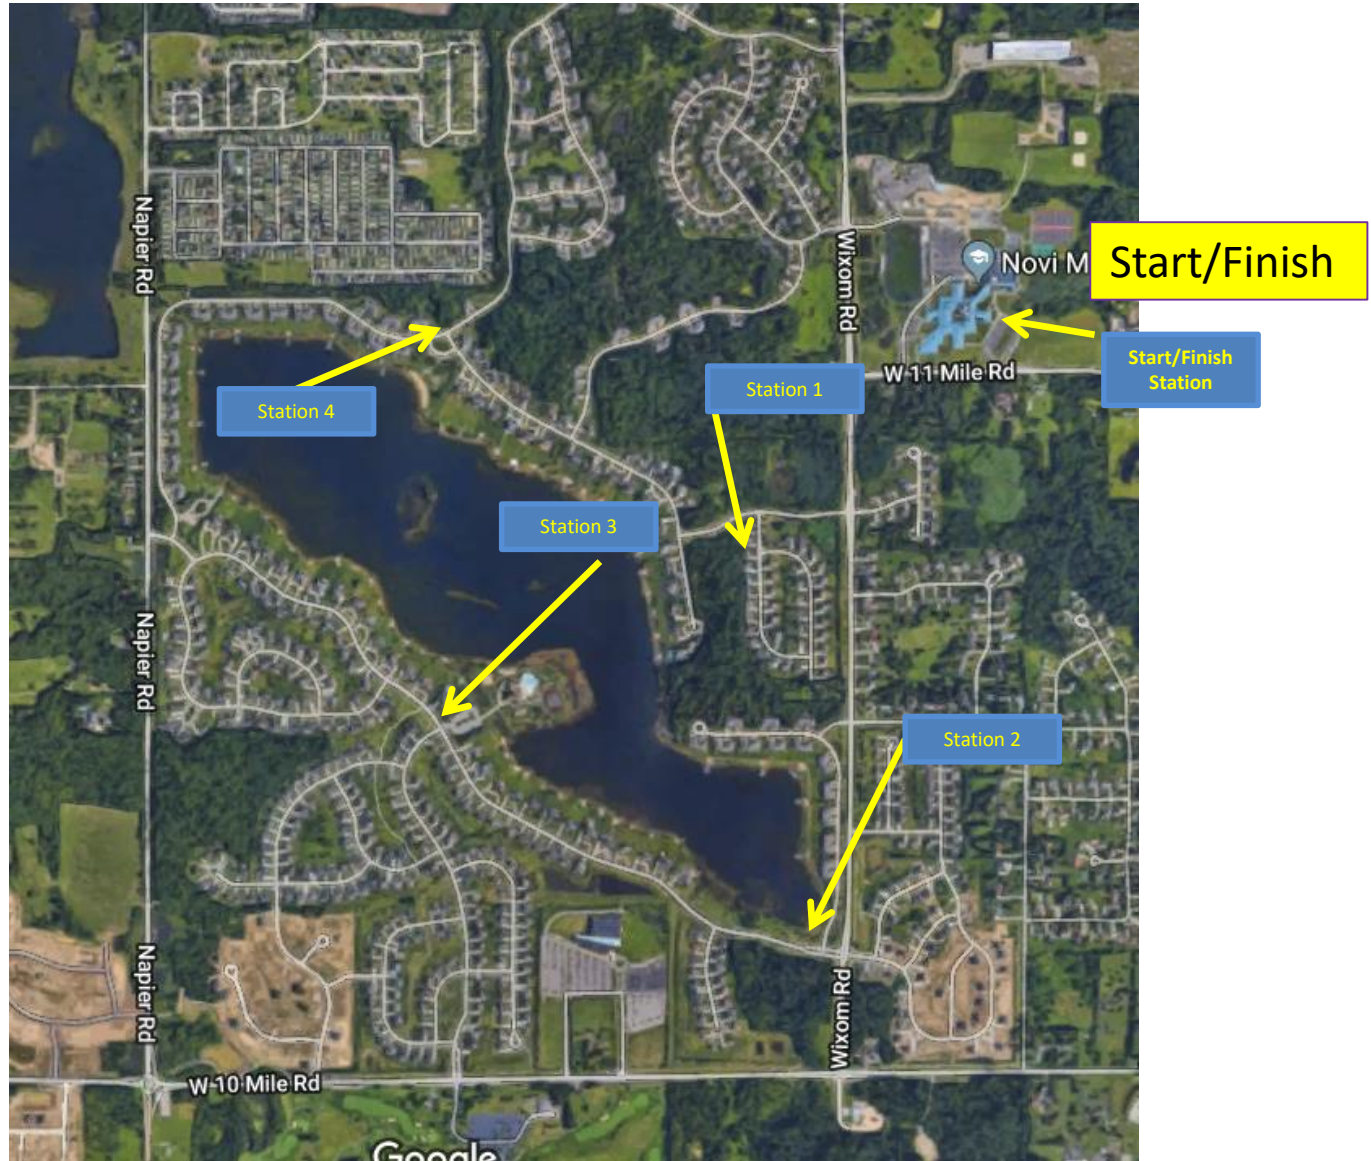 Napier Rd
Wixom Rd
Novi M
Start/Finish
Start/Finish
Station
W 11 Mile Rd
Station 4
Station 1
Station 3
Napier Rd
Station 2
Napier Rd
Wixom Rd
W 10 Mile Rd
Google